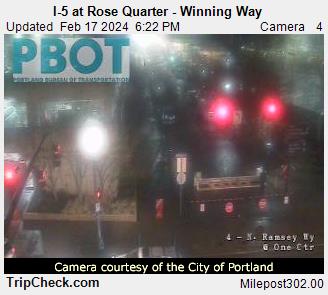 I-5 at Rose Quarter - Winning Way
Updated Feb 17 2024 6:22 PM Camera 4
PBOT
PORTLAND BUREAU OF TRANSPORTATION
4 - N. Ramsey Wy
@ One Ctr
Camera courtesy of the City of Portland
TripCheck.com Milepost302.00